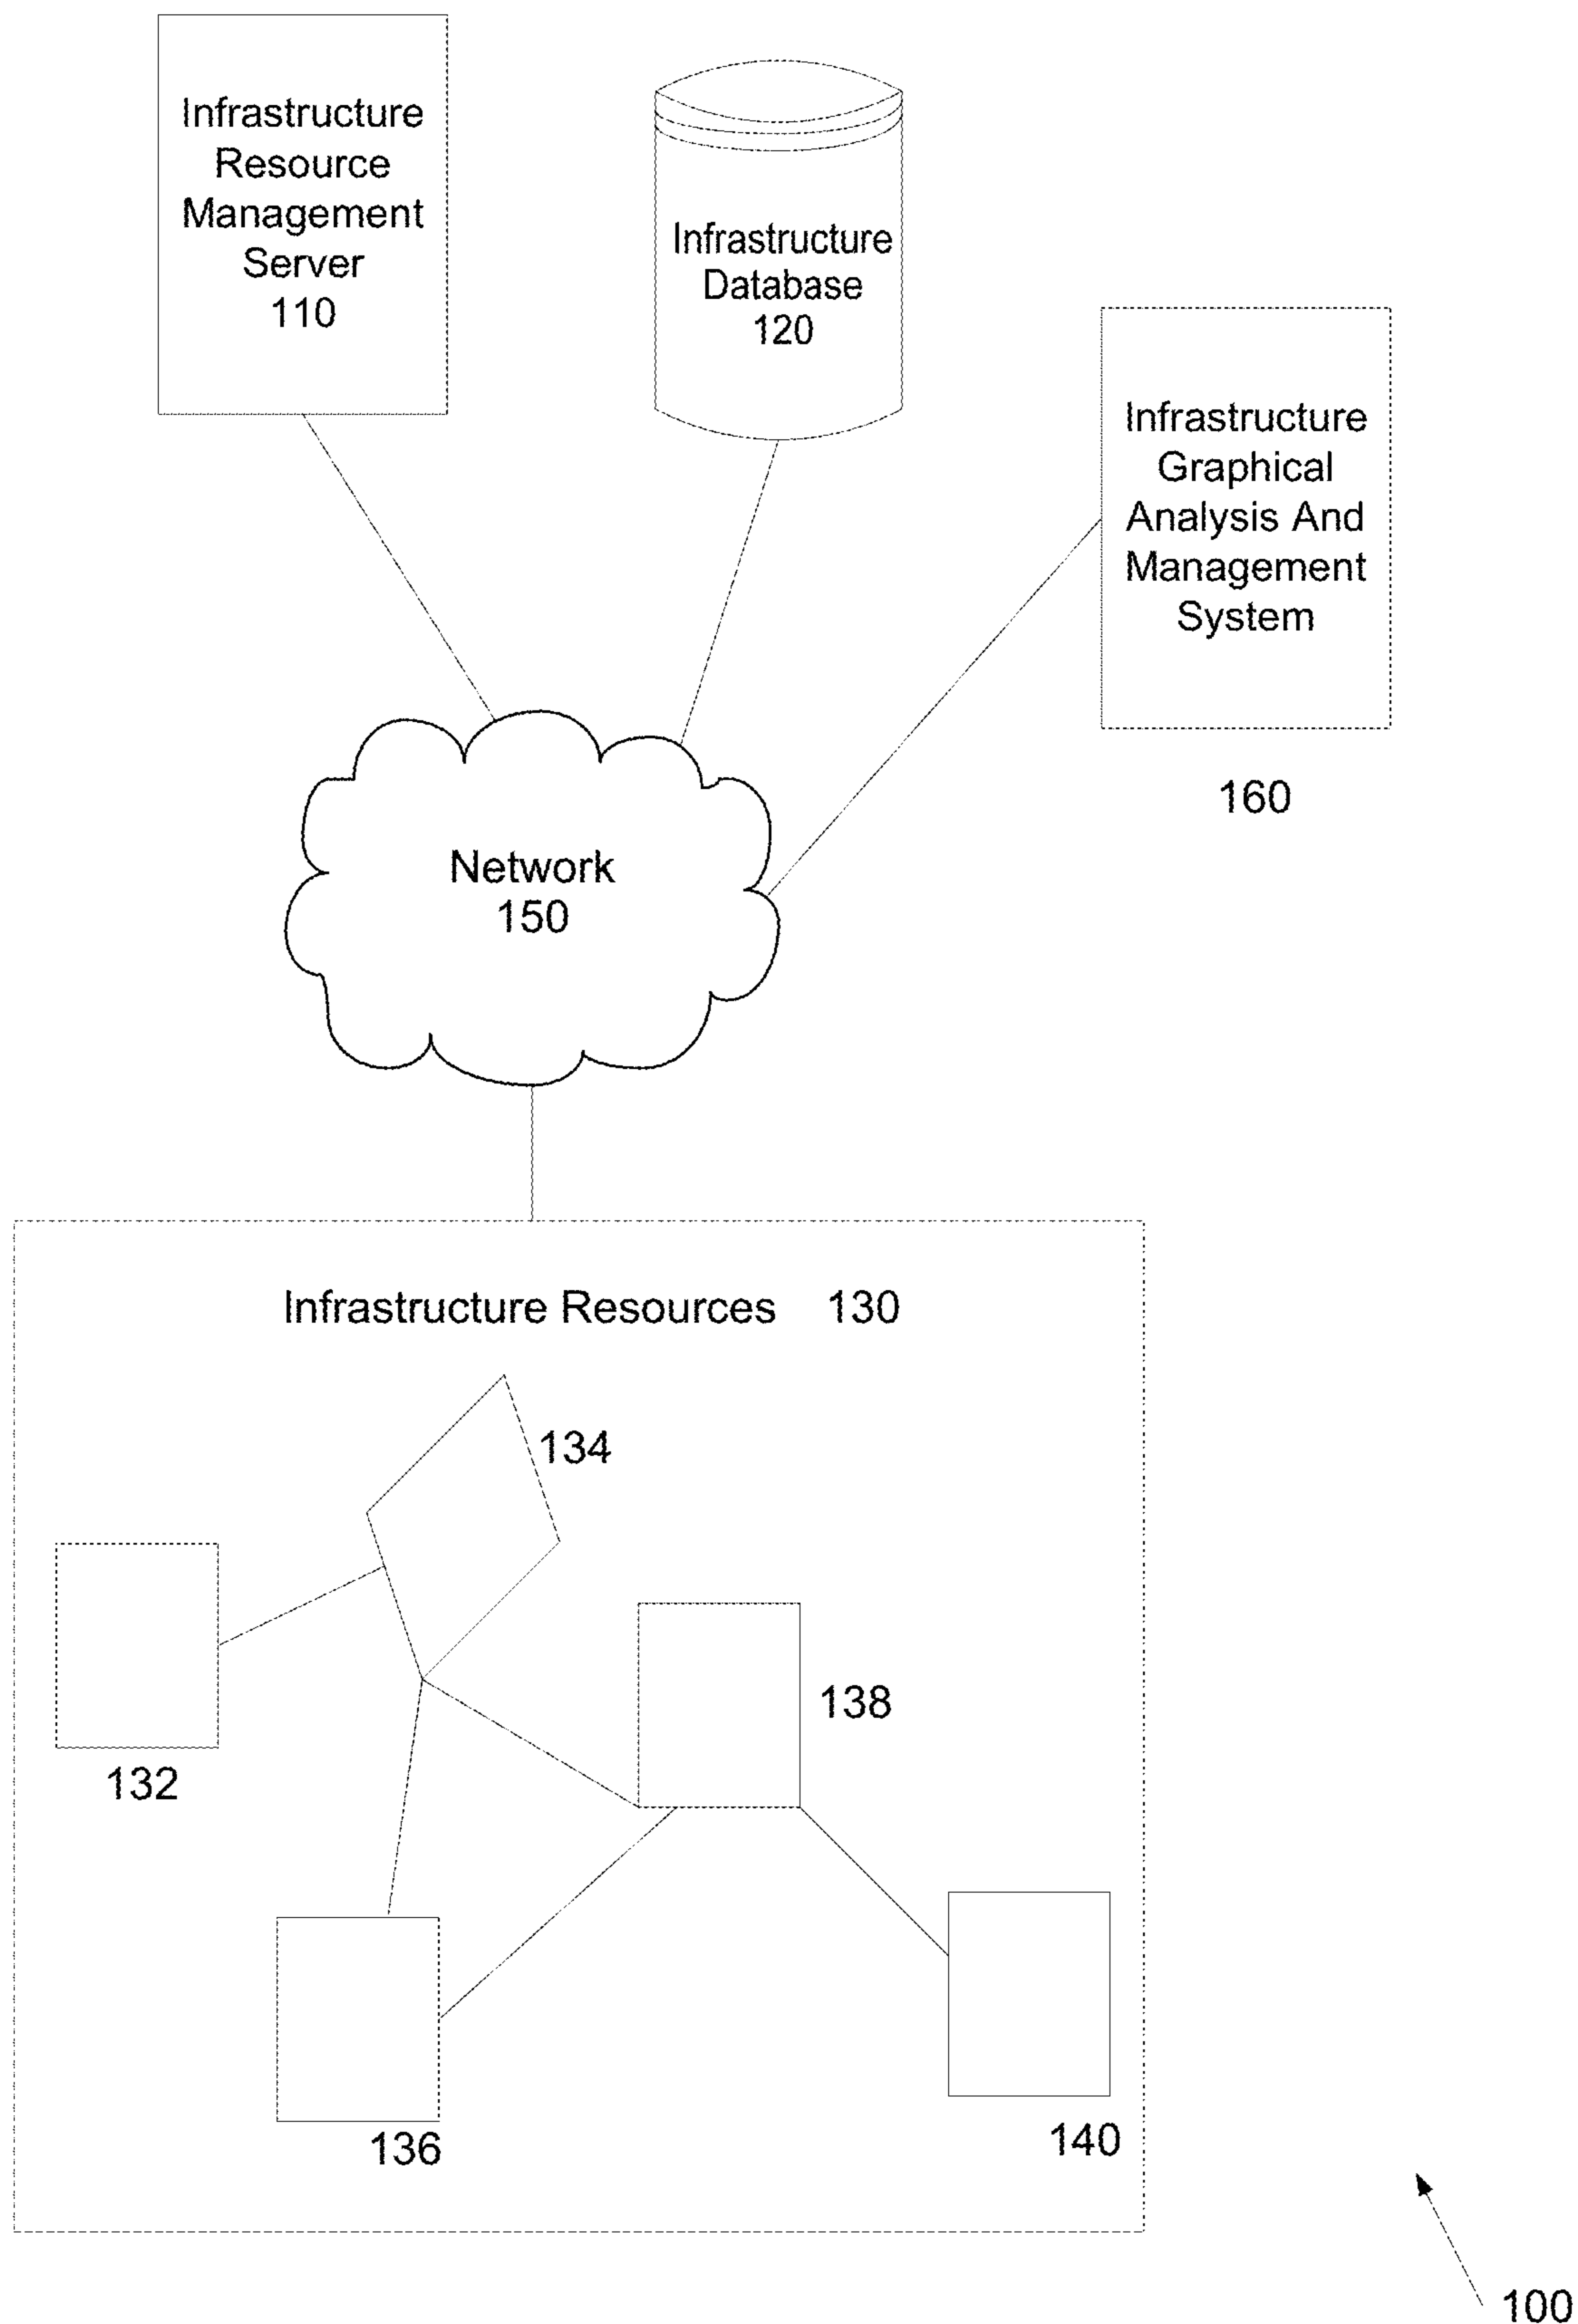 Infrastructure
Resource
Management
Server
110
Infrastructure
Database
120
Infrastructure
Graphical
Analysis And
Management
System
160
Network
150
Infrastructure Resources 130
134
138
132
136
140
100